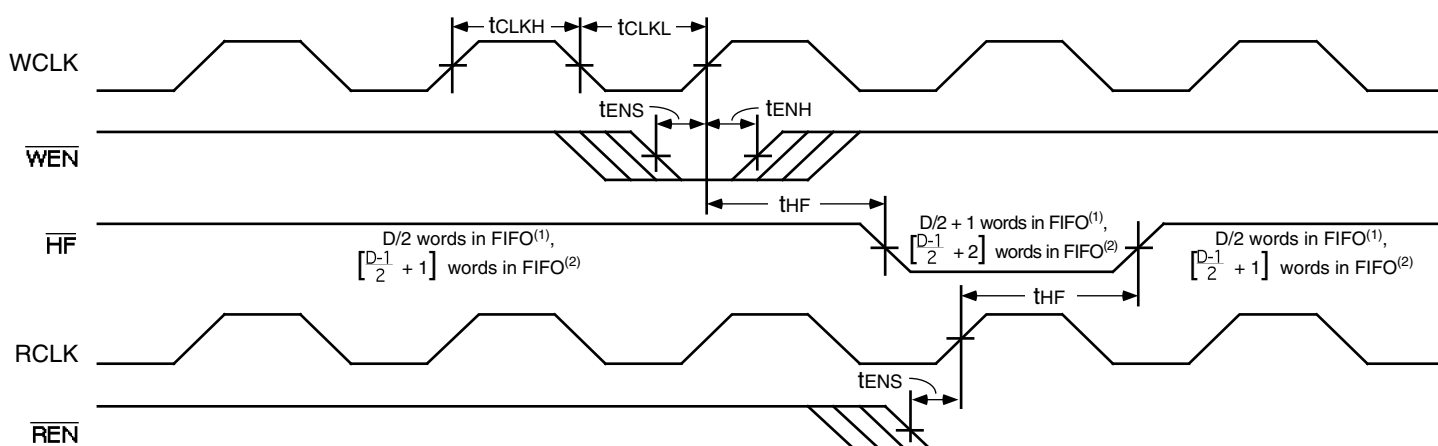 tCLKH tCLKL
WCLK
tENS tENH
WEN
tHF
HF
D/2 words in FIFO(1),
[D-1/2 + 1] words in FIFO(2)
D/2 + 1 words in FIFO(1),
[D-1/2 + 2] words in FIFO(2)
D/2 words in FIFO(1),
[D-1/2 + 1] words in FIFO(2)
tHF
RCLK
tENS
REN